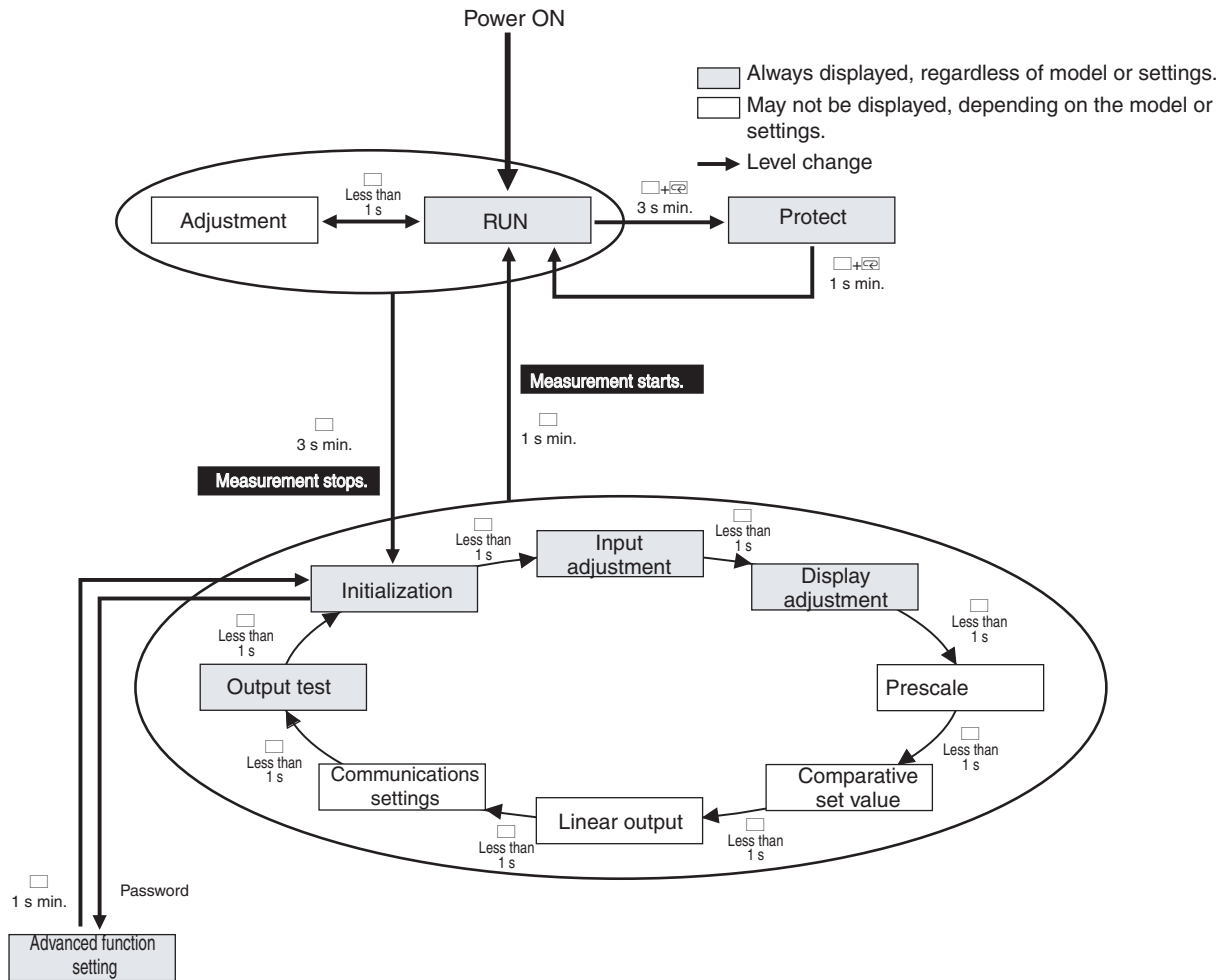 Power ON
Always displayed, regardless of model or settings.
May not be displayed, depending on the model or
settings.
Level change
Less than
1 s
Adjustment
RUN
+
3 s min.
Protect
+
1 s min.
Measurement starts.
1 s min.
3 s min.
Measurement stops.
Less than
1 s
Input
adjustment
Less than
1 s
Initialization
Display
adjustment
Less than
1 s
Less than
1 s
Output test
Prescale
Less than
1 s
Less than
1 s
Communications
settings
Comparative
set value
Linear output
Less than
1 s
Less than
1 s
1 s min.
Password
Advanced function
setting